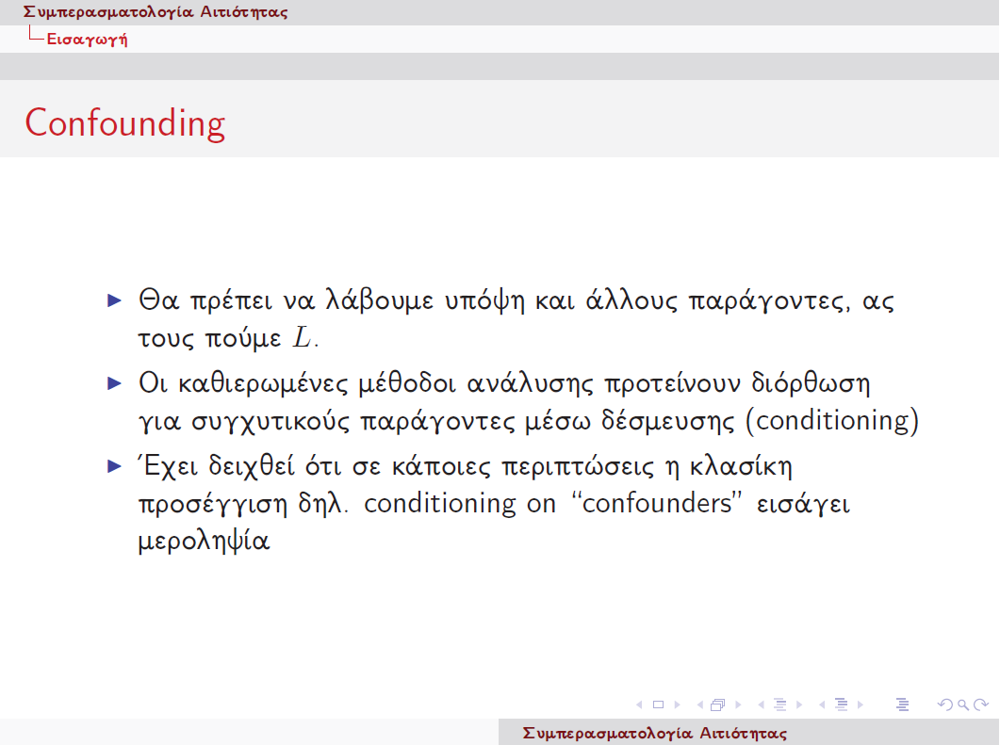 Συμπερασματολογία Αιτιότητας
Εισαγωγή
Confounding
Θα πρέπει να λάβουμε υπόψη και άλλους παράγοντες, ας
τους πούμε L.
Οι καθιερωμένες μέθοδοι ανάλυσης προτείνουν διόρθωση
για συγχυτικούς παράγοντες μέσω δέσμευσης (conditioning)
Έχει δειχθεί ότι σε κάποιες περιπτώσεις η κλασίκη
προσέγγιση δηλ. conditioning on “confounders” εισάγει
μεροληψία
Συμπερασματολογία Αιτιότητας